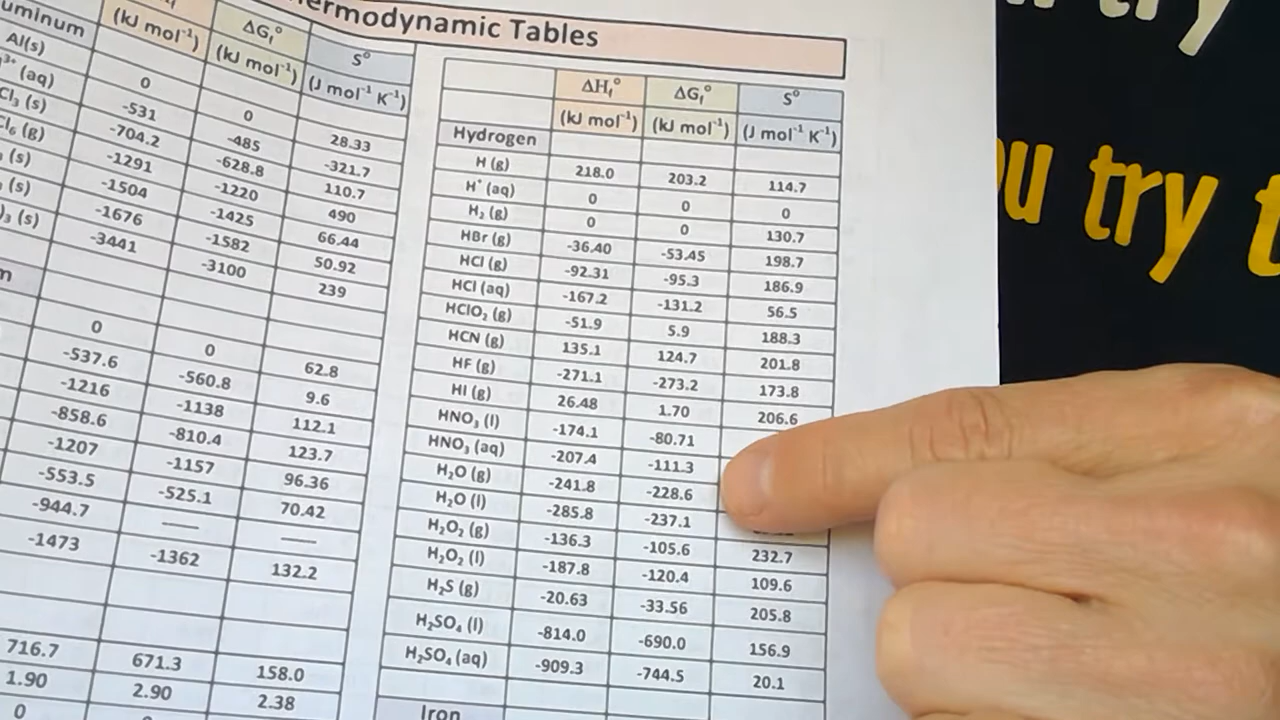 ermodynamic Tables
uminum (kJ mol⁻¹) ΔGf° (kJ mol⁻¹) S° (J mol⁻¹ K⁻¹)
Al(s) 0 0 28.33
³⁺ (aq) -531 -485 -321.7
Cl₃ (s) -704.2 -628.8 110.7
Cl₆ (g) -1291 -1220 490
(s) -1504 -1425 66.44
(s) -1676 -1582 50.92
)₃ (s) -3441 -3100 239
m
0 0 62.8
-537.6 -560.8 9.6
-1216 -1138 112.1
-858.6 -810.4 123.7
-1207 -1157 96.36
-553.5 -525.1 70.42
-944.7 — —
-1473 -1362 132.2
716.7 671.3 158.0
1.90 2.90 2.38
0
ΔHf° ΔGf° S°
(kJ mol⁻¹) (kJ mol⁻¹) (J mol⁻¹ K⁻¹)
Hydrogen
H (g) 218.0 203.2 114.7
H⁺ (aq) 0 0 0
H₂ (g) 0 0 130.7
HBr (g) -36.40 -53.45 198.7
HCl (g) -92.31 -95.3 186.9
HCl (aq) -167.2 -131.2 56.5
HClO₂ (g) -51.9 5.9 188.3
HCN (g) 135.1 124.7 201.8
HF (g) -271.1 -273.2 173.8
HI (g) 26.48 1.70 206.6
HNO₃ (l) -174.1 -80.71
HNO₃ (aq) -207.4 -111.3
H₂O (g) -241.8 -228.6
H₂O (l) -285.8 -237.1
H₂O₂ (g) -136.3 -105.6 232.7
H₂O₂ (l) -187.8 -120.4 109.6
H₂S (g) -20.63 -33.56 205.8
H₂SO₄ (l) -814.0 -690.0 156.9
H₂SO₄ (aq) -909.3 -744.5 20.1
Iron
try
u try t